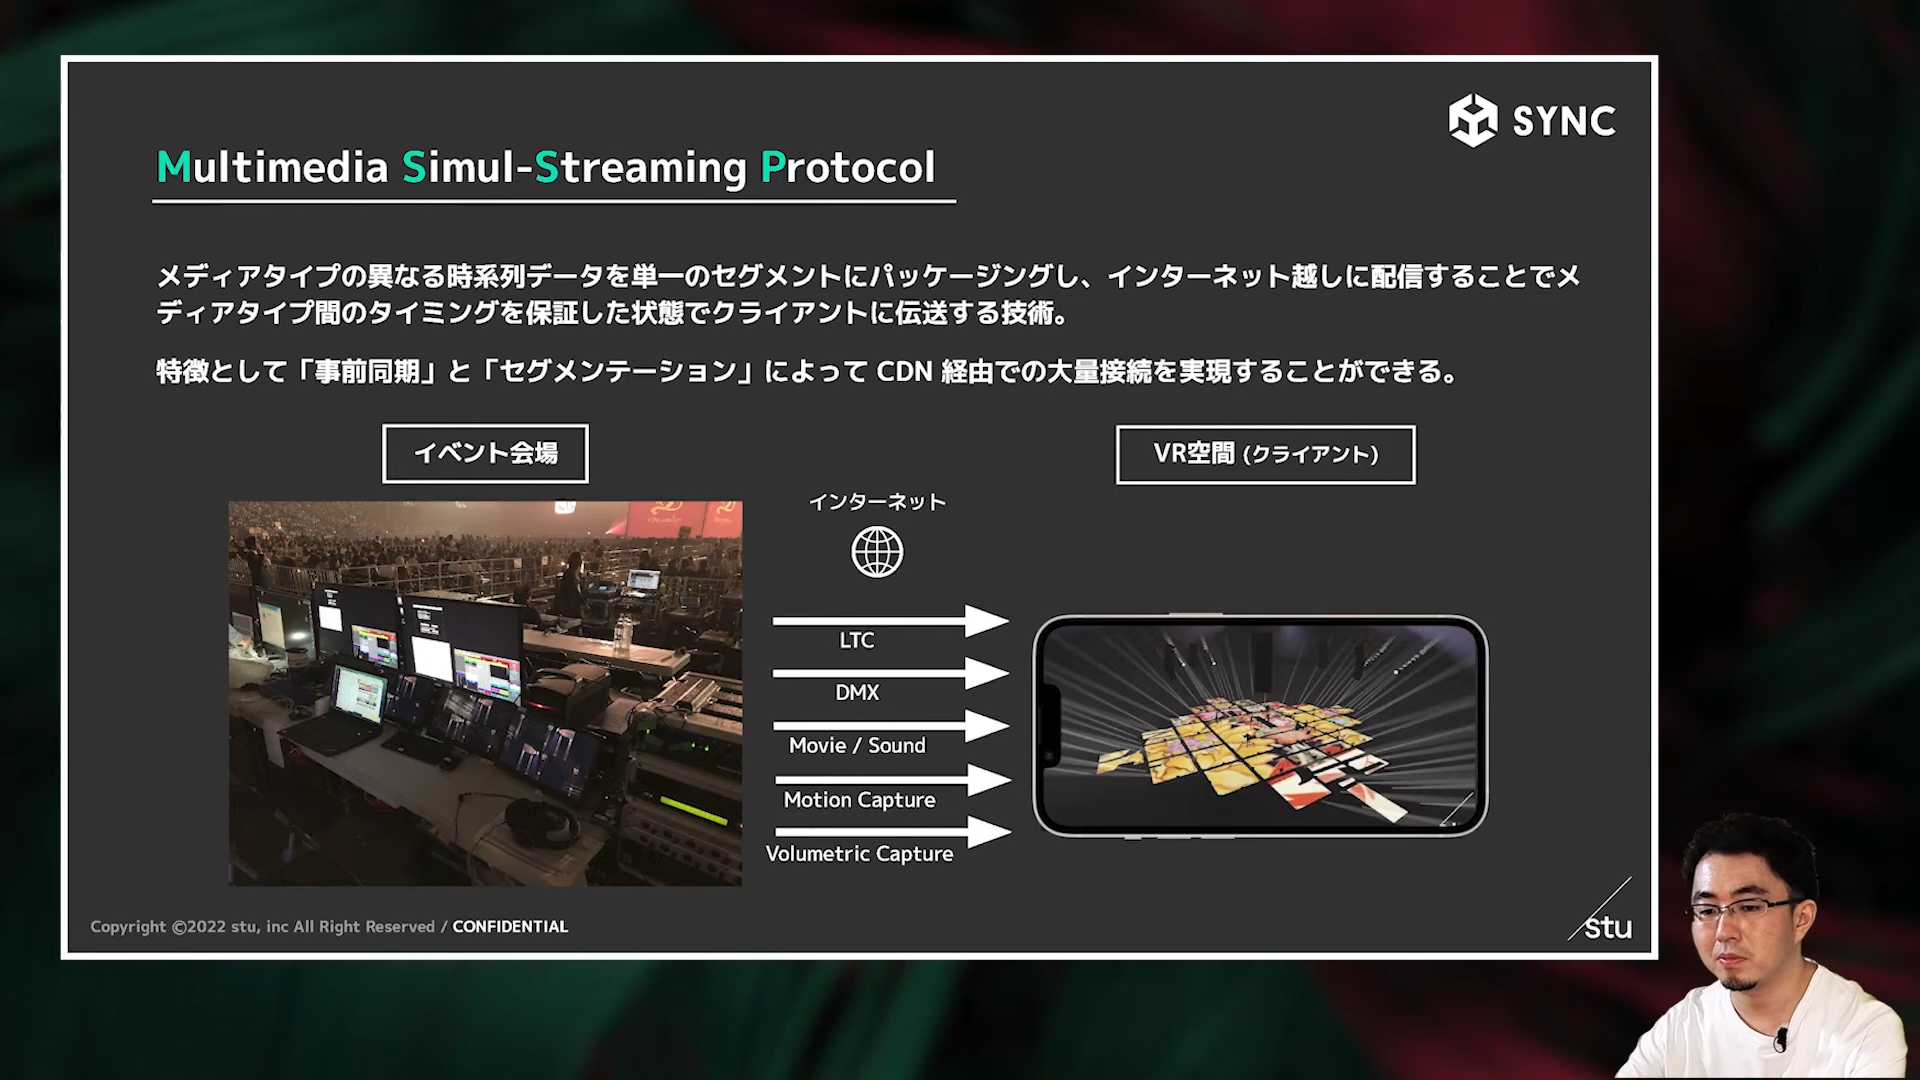 SYNC
Multimedia Simul-Streaming Protocol
メディアタイプの異なる時系列データを単一のセグメントにパッケージングし、インターネット越しに配信することでメ
ディアタイプ間のタイミングを保証した状態でクライアントに伝送する技術。
特徴として「事前同期」と「セグメンテーション」によって CDN 経由での大量接続を実現することができる。
イベント会場
VR空間 (クライアント)
インターネット
LTC
DMX
Movie / Sound
Motion Capture
Volumetric Capture
Copyright ©2022 stu, inc All Right Reserved / CONFIDENTIAL
stu